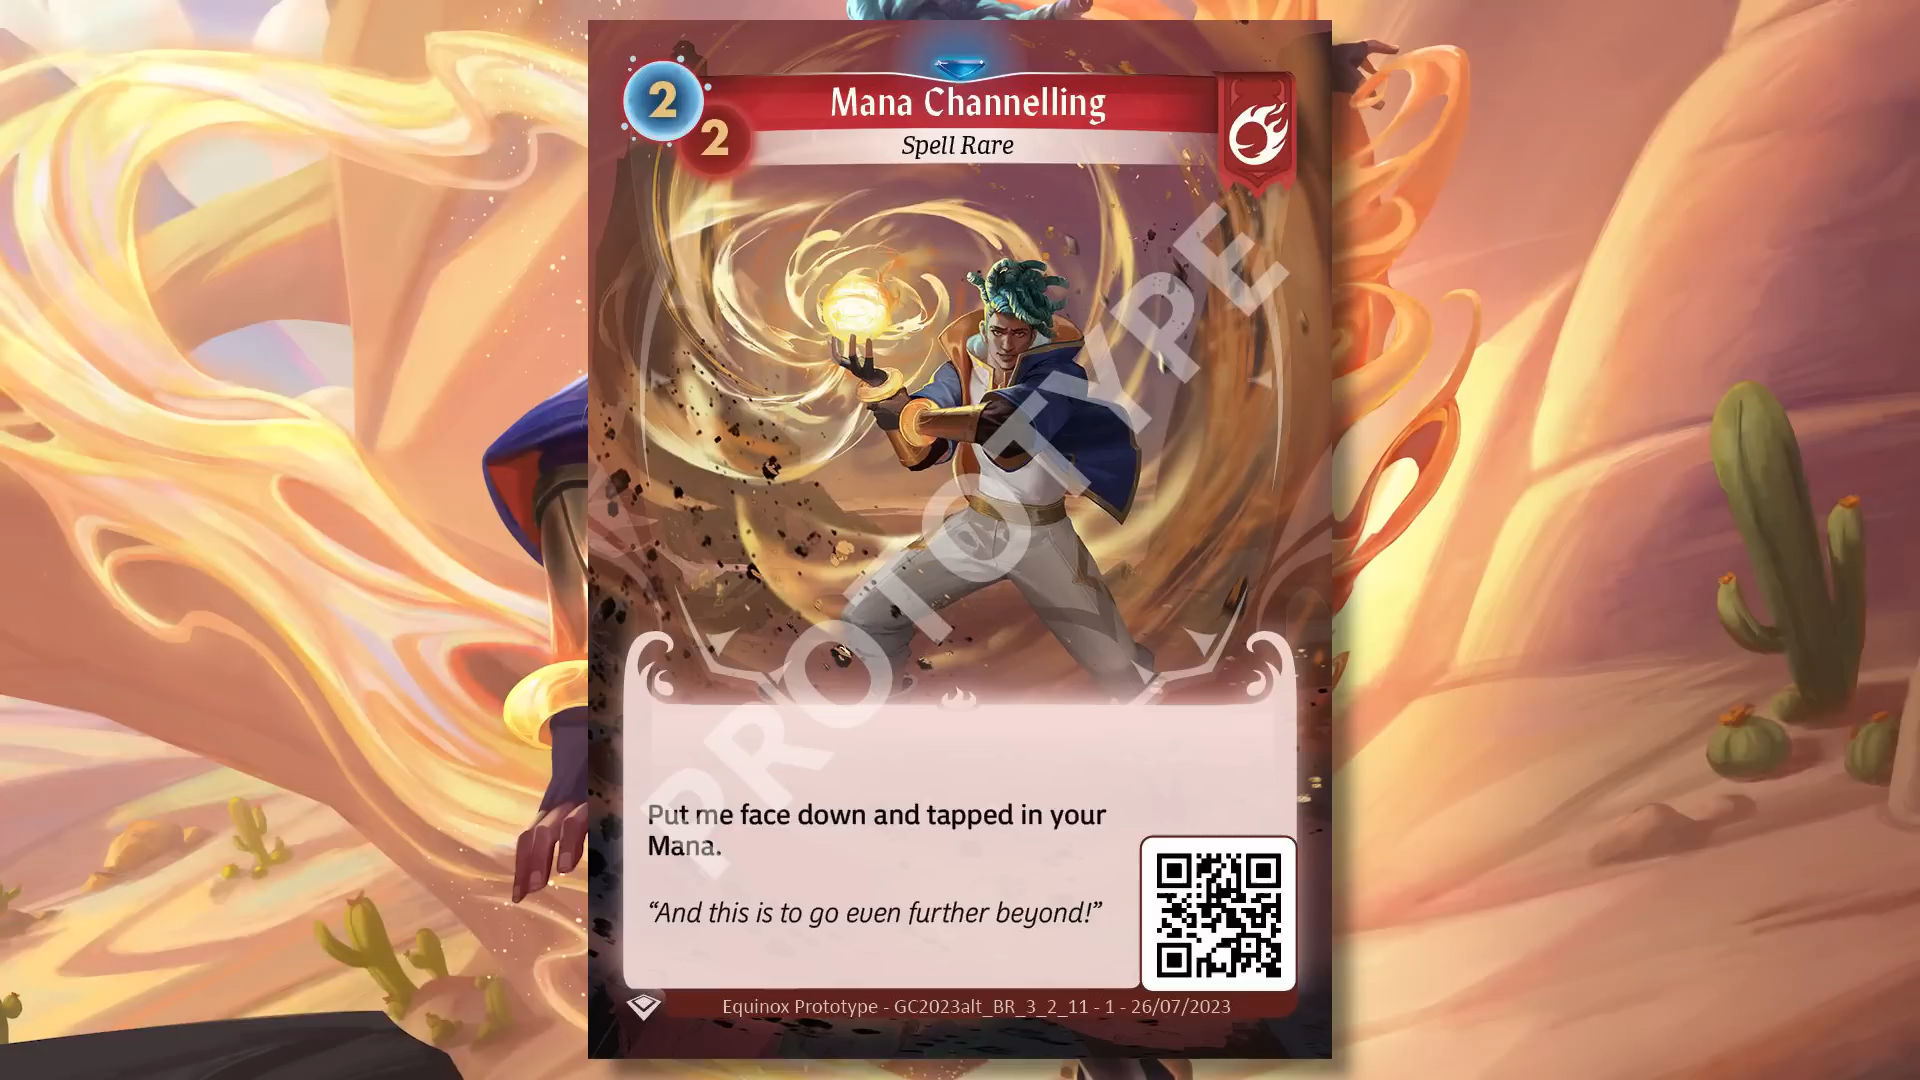 2
2
Mana Channelling
Spell Rare
PROTOTYPE
Put me face down and tapped in your
Mana.
“And this is to go even further beyond!”
Equinox Prototype - GC2023alt_BR_3_2_11 - 1 - 26/07/2023